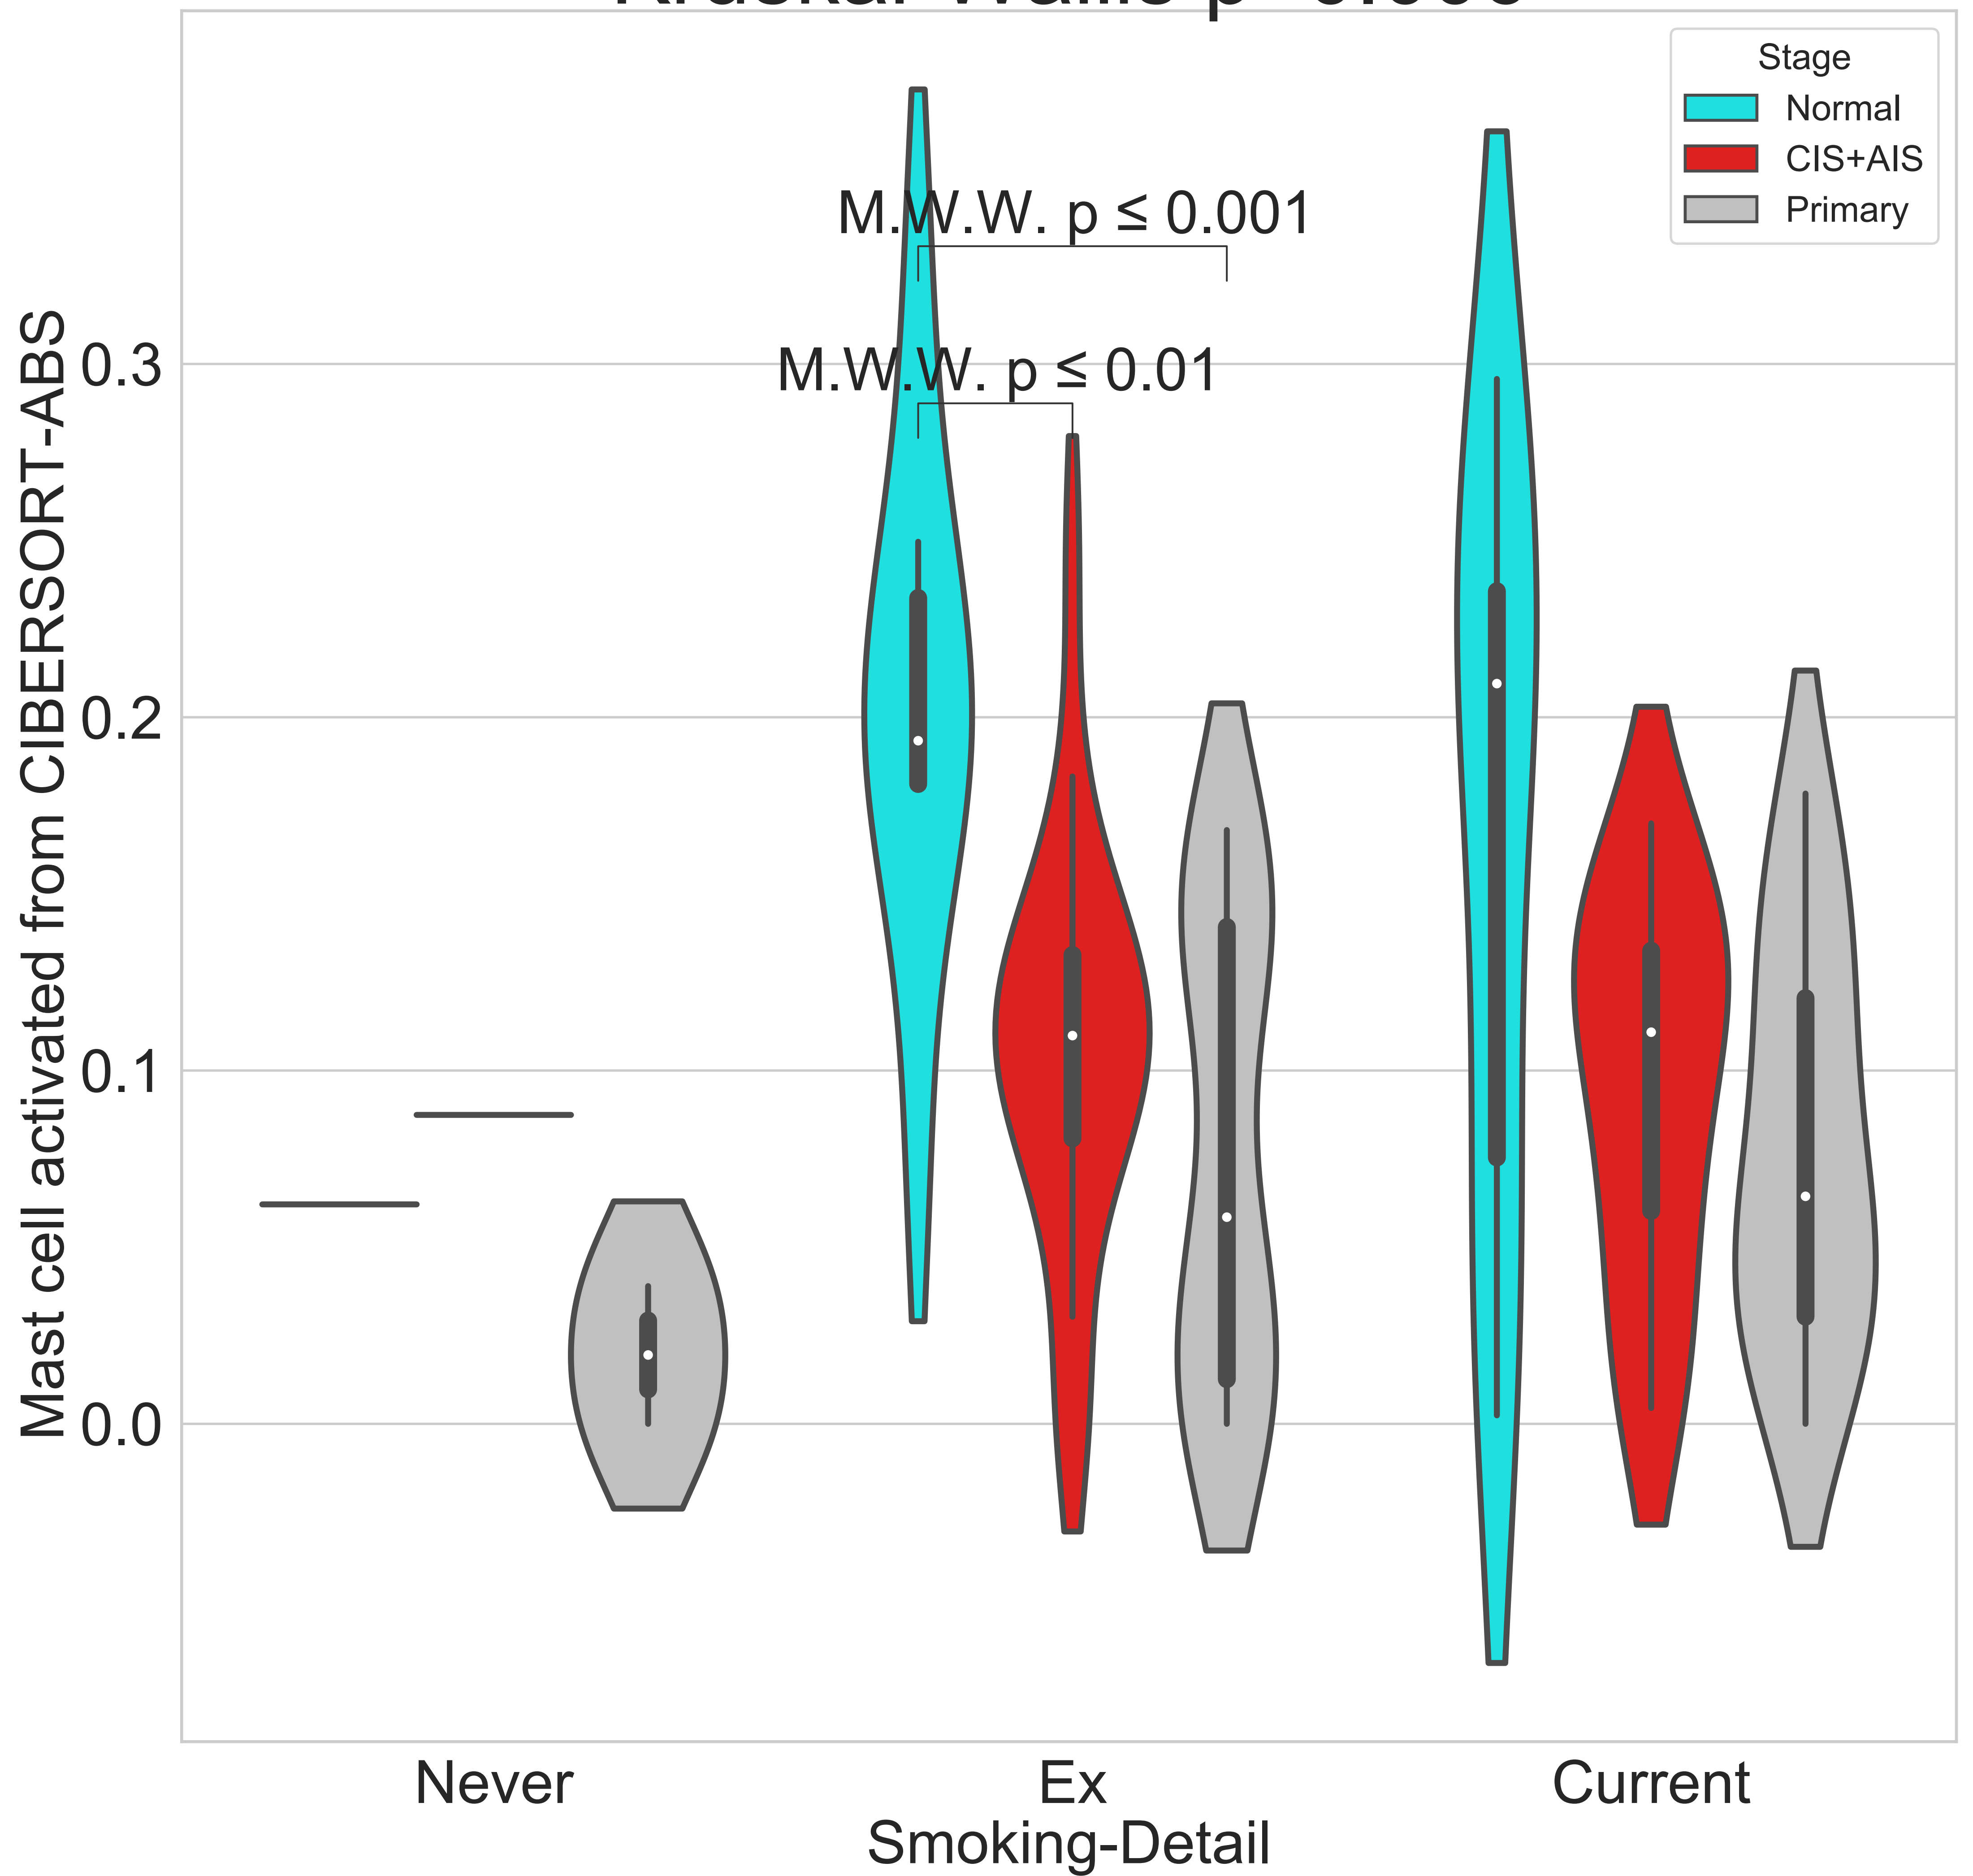 Stage
Normal
CIS+AIS
Primary
M.W.W. p ≤ 0.001
M.W.W. p ≤ 0.01
Mast cell activated from CIBERSORT-ABS
0.3
0.2
0.1
0.0
Never
Ex
Current
Smoking-Detail